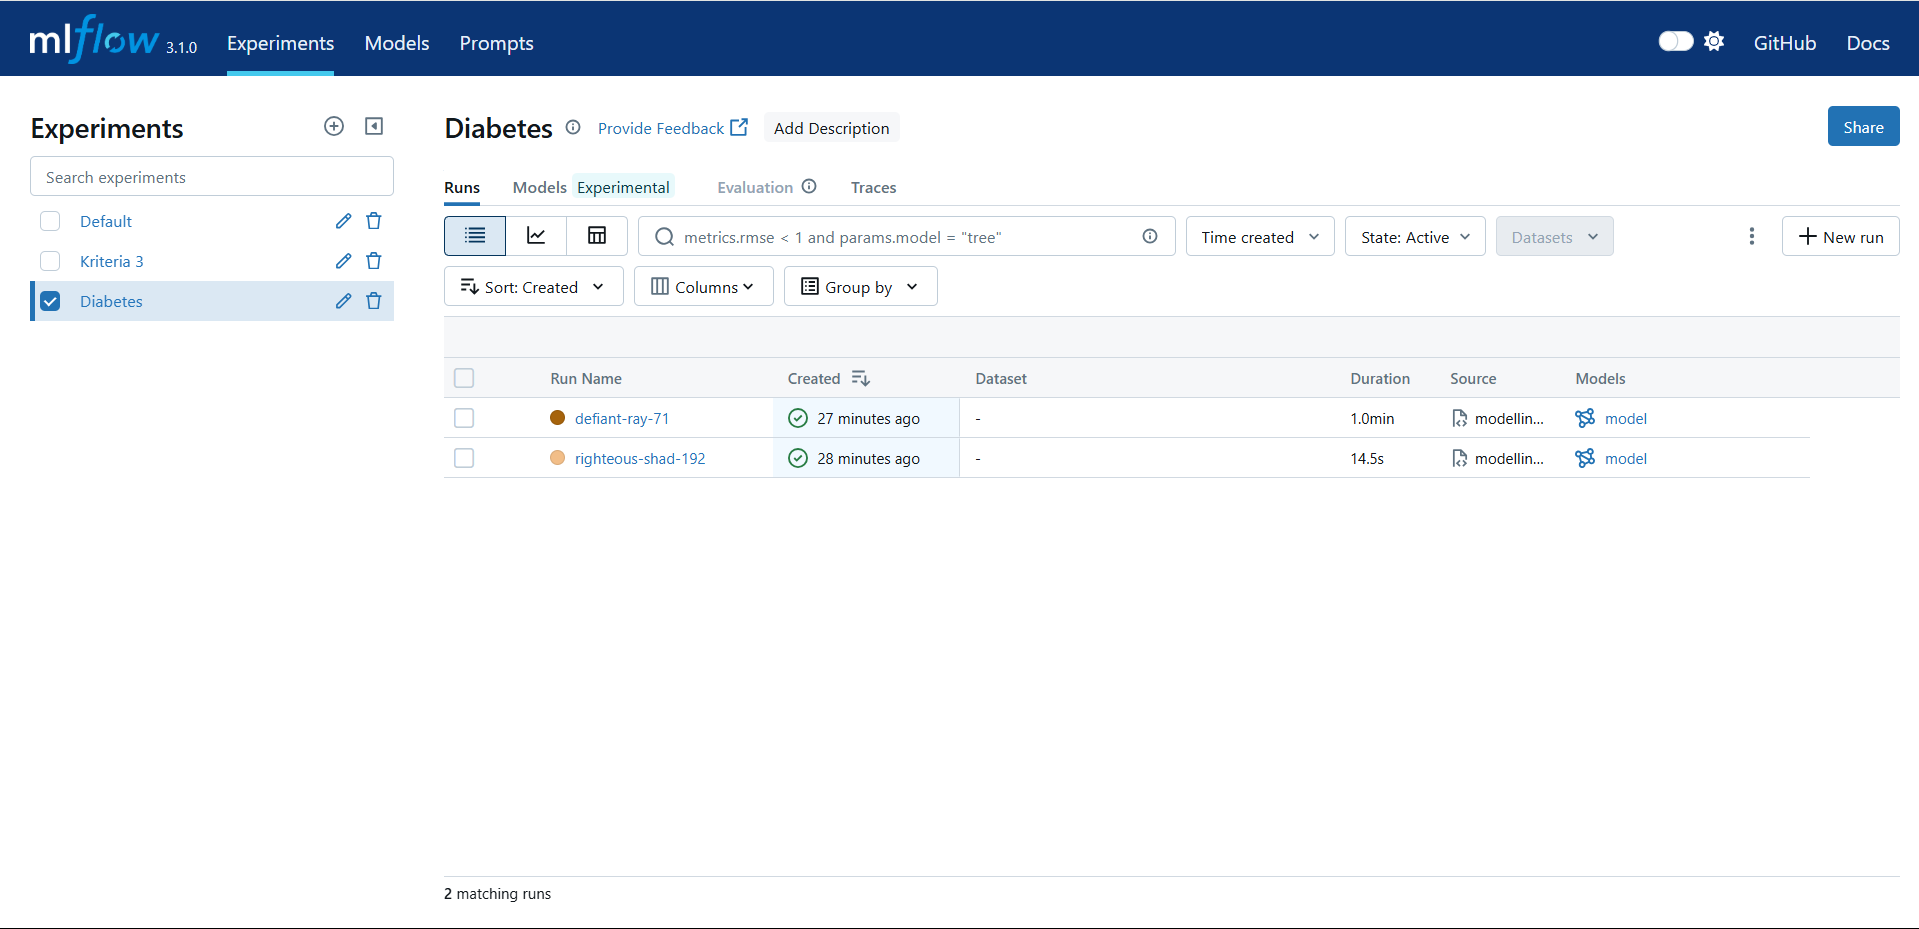 mlflow 3.1.0 Experiments Models Prompts GitHub Docs
Experiments
Search experiments
Default
Kriteria 3
Diabetes
Diabetes Provide Feedback Add Description Share
Runs Models Experimental Evaluation Traces
metrics.rmse < 1 and params.model = "tree" Time created State: Active Datasets New run
Sort: Created Columns Group by
Run Name Created Dataset Duration Source Models
defiant-ray-71 27 minutes ago - 1.0min modellin... model
righteous-shad-192 28 minutes ago - 14.5s modellin... model
2 matching runs